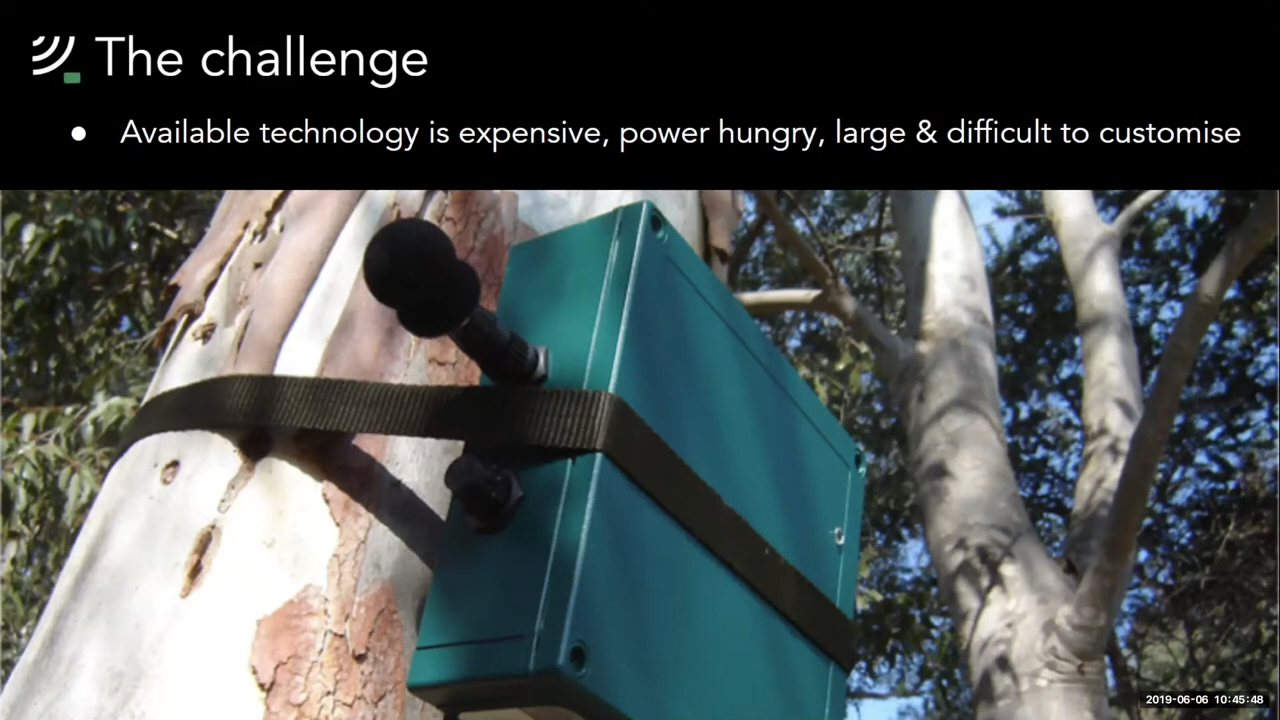 The challenge
● Available technology is expensive, power hungry, large & difficult to customise
2019-06-06 10:45:48